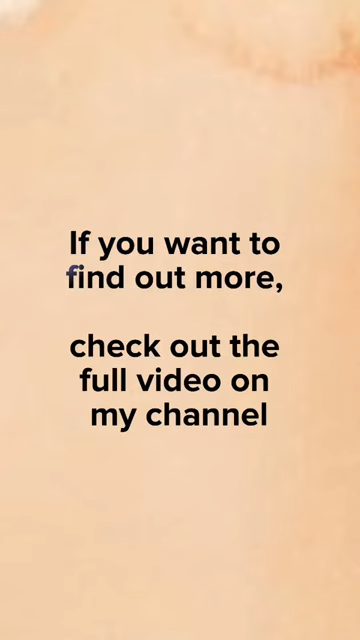 If you want to
find out more,
check out the
full video on
my channel